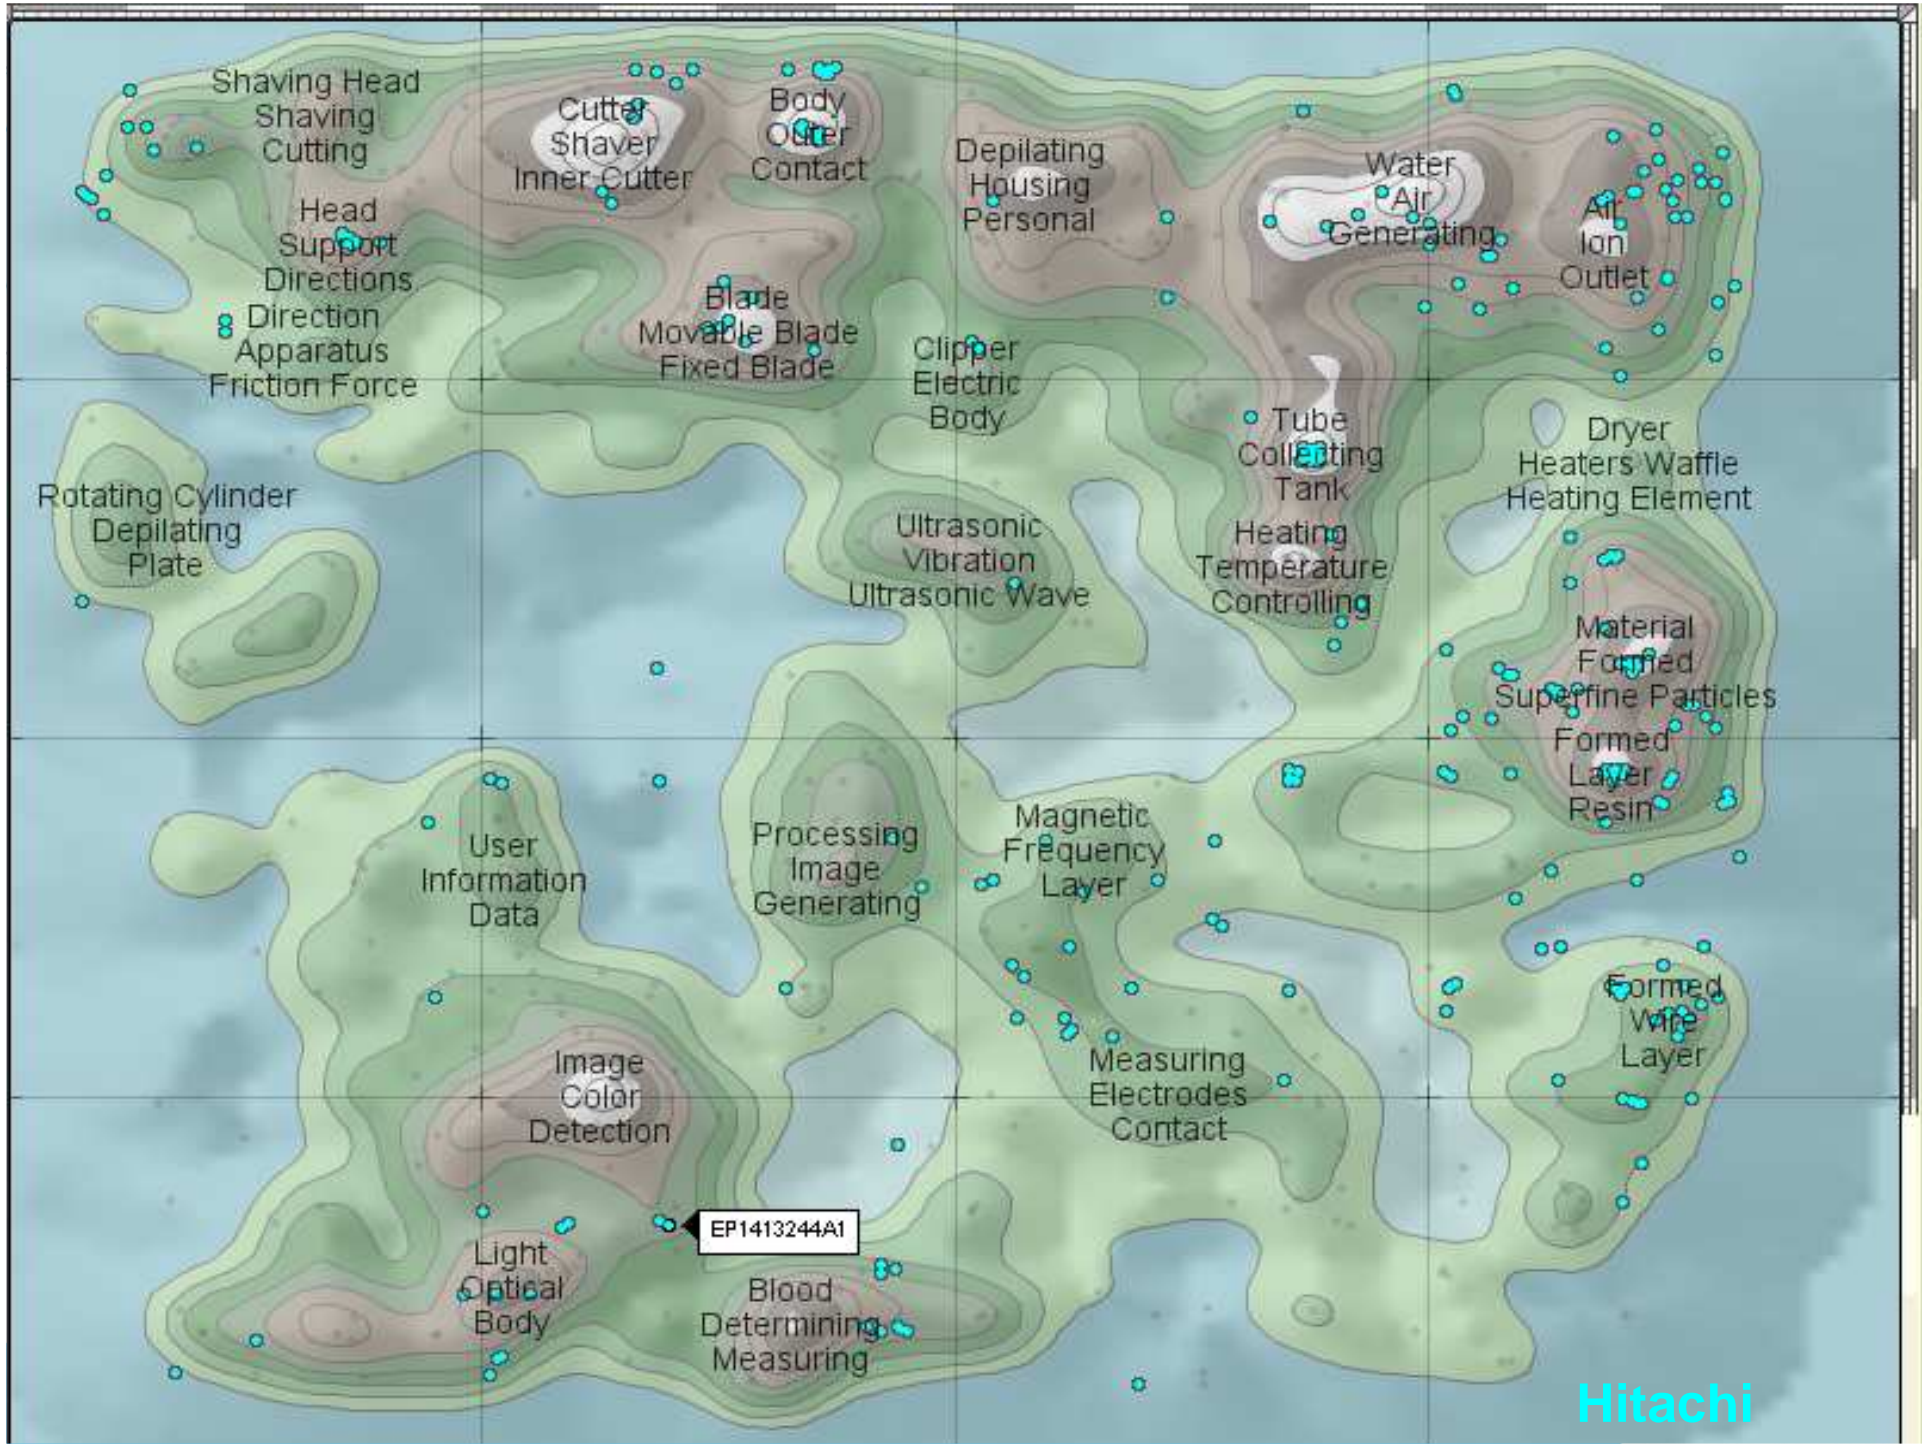 Shaving Head
Shaving
Cutting
Cutter
Shaver
Inner Cutter
Body
Outer
Contact
Depilating
Housing
Personal
Water
Air
Generating
Air
Ion
Outlet
Head
Support
Directions
Direction
Apparatus
Friction Force
Blade
Movable Blade
Fixed Blade
Clipper
Electric
Body
Tube
Collecting
Tank
Dryer
Heaters Waffle
Heating Element
Rotating Cylinder
Depilating
Plate
Ultrasonic
Vibration
Ultrasonic Wave
Heating
Temperature
Controlling
Material
Formed
Superfine Particles
Formed
Layer
Resin
User
Information
Data
Processing
Image
Generating
Magnetic
Frequency
Layer
Formed
Wire
Layer
Image
Color
Detection
Measuring
Electrodes
Contact
EP1413244A1
Light
Optical
Body
Blood
Determining
Measuring
Hitachi